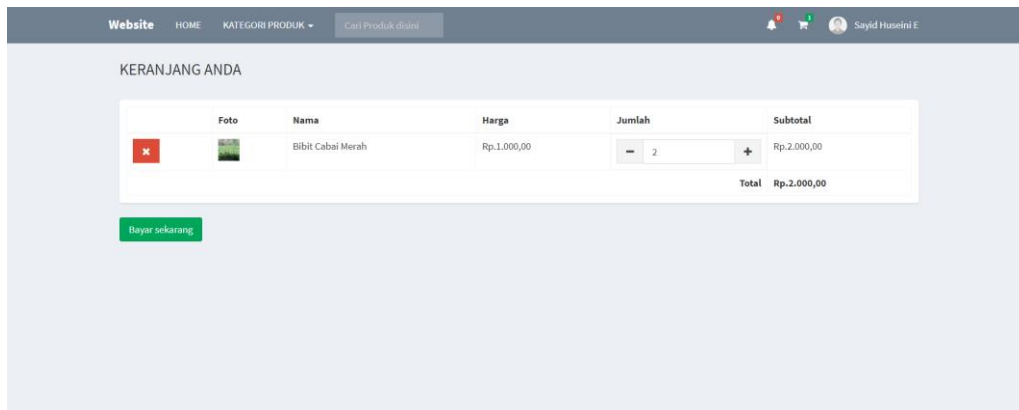 Website HOME KATEGORI PRODUK Cari Produk disini Sayid Huseini E
KERANJANG ANDA
Foto Nama Harga Jumlah Subtotal
Bibit Cabai Merah Rp.1.000,00 2 Rp.2.000,00
Total Rp.2.000,00
Bayar sekarang